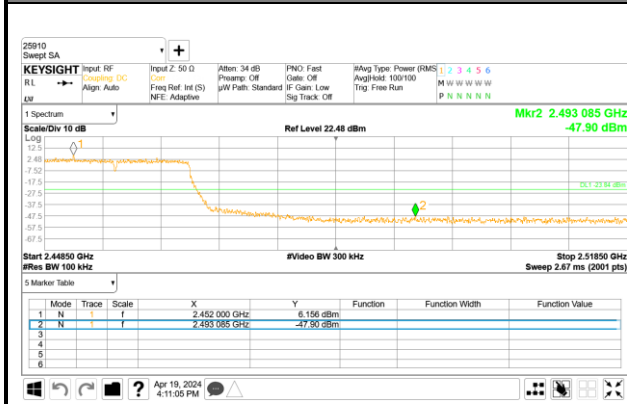 25910
Swept SA
KEYSIGHT Input: RF Input Z: 50 Ω Atten: 34 dB PNO: Fast #Avg Type: Power (RMS 1 2 3 4 5 6
RL Coupling: DC Corr Preamp: Off Gate: Off Avg|Hold: 100/100 M W W W W W
Align: Auto Freq Ref: Int (S) µW Path: Standard IF Gain: Low Trig: Free Run
NFE: Adaptive Sig Track: Off P N N N N N
1 Spectrum Mkr2 2.493 085 GHz
Scale/Div 10 dB Ref Level 22.48 dBm -47.90 dBm
Log
12.5 1
2.48
-7.52
-17.5
DL1 -23.84 dBm
-27.5
-37.5
-47.5 2
-57.5
-67.5
Start 2.44850 GHz #Video BW 300 kHz Stop 2.51850 GHz
#Res BW 100 kHz Sweep 2.67 ms (2001 pts)
5 Marker Table
Mode Trace Scale X Y Function Function Width Function Value
1 N 1 f 2.452 000 GHz 6.156 dBm
2 N 1 f 2.493 085 GHz -47.90 dBm
3
4
5
6
? Apr 19, 2024
4:11:05 PM